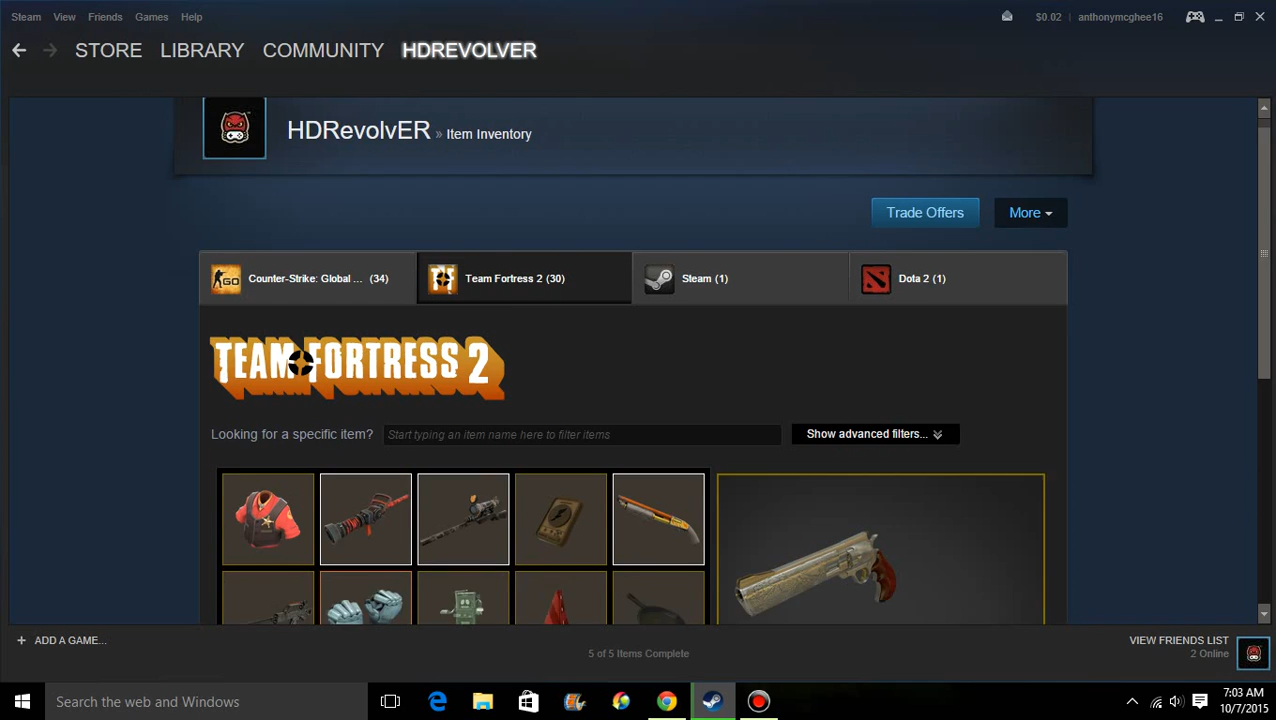 Steam View Friends Games Help
$0.02 anthonymcghee16
STORE LIBRARY COMMUNITY HDREVOLVER
HDRevolvER » Item Inventory
Trade Offers More
GO Counter-Strike: Global ... (34) Team Fortress 2 (30) Steam (1) Dota 2 (1)
TEAM FORTRESS 2
Looking for a specific item? Start typing an item name here to filter items Show advanced filters...
+ ADD A GAME...
5 of 5 Items Complete
VIEW FRIENDS LIST
2 Online
Search the web and Windows
7:03 AM
10/7/2015